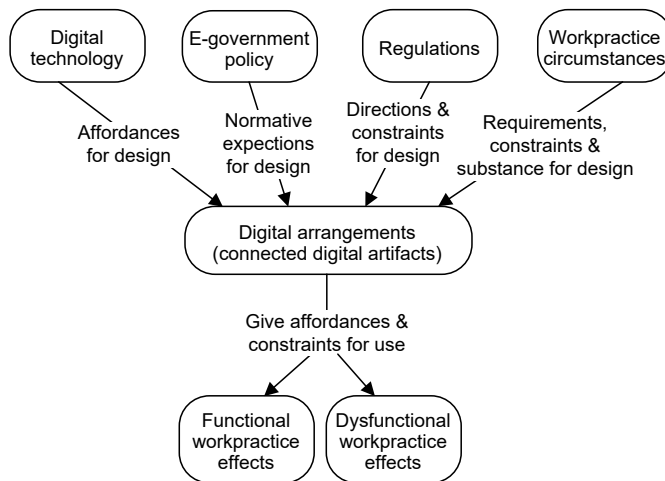 Digital
technology
E-government
policy
Regulations
Workpractice
circumstances
Affordances
for design
Normative
expections
for design
Directions &
constraints
for design
Requirements,
constraints &
substance for design
Digital arrangements
(connected digital artifacts)
Give affordances &
constraints for use
Functional
workpractice
effects
Dysfunctional
workpractice
effects